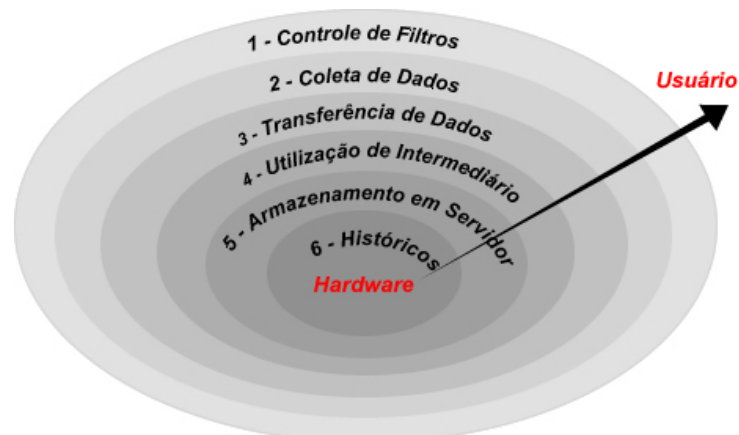 1 - Controle de Filtros
Usuário
2 - Coleta de Dados
3 - Transferência de Dados
4 - Utilização de Intermediário
5 - Armazenamento em Servidor
6 - Históricos
Hardware